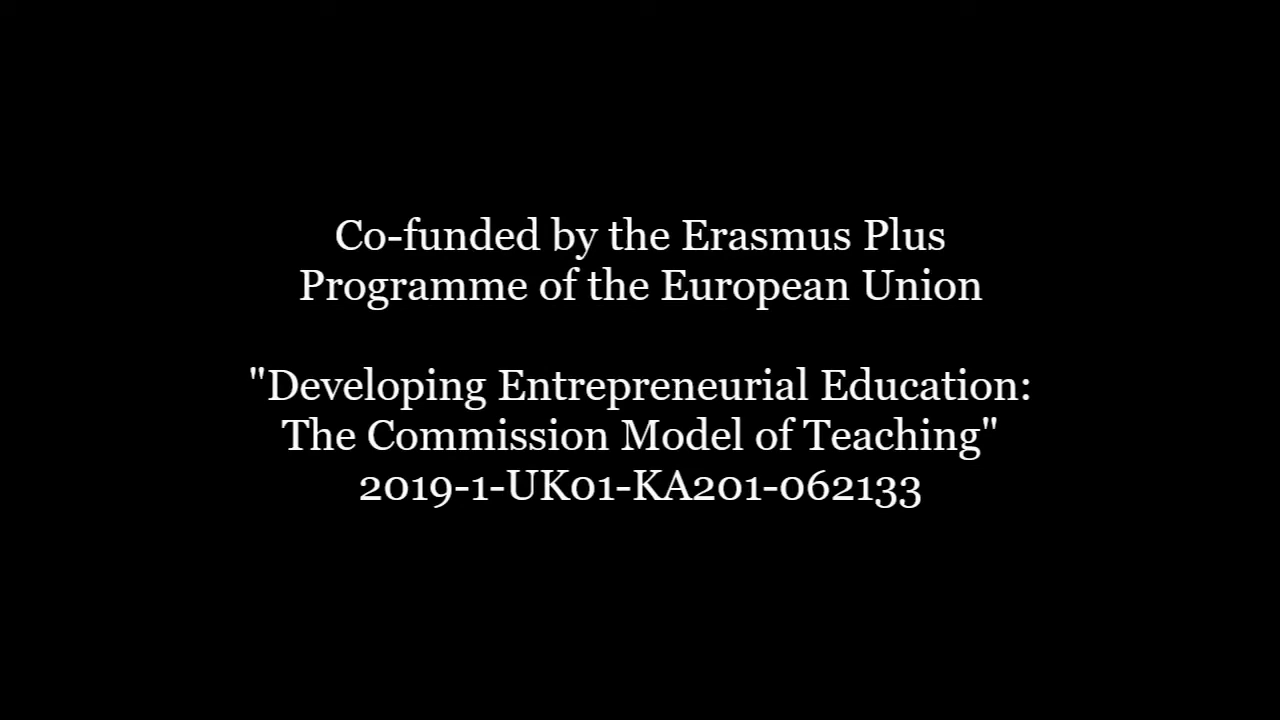 Co-funded by the Erasmus Plus
Programme of the European Union
"Developing Entrepreneurial Education:
The Commission Model of Teaching"
2019-1-UK01-KA201-062133